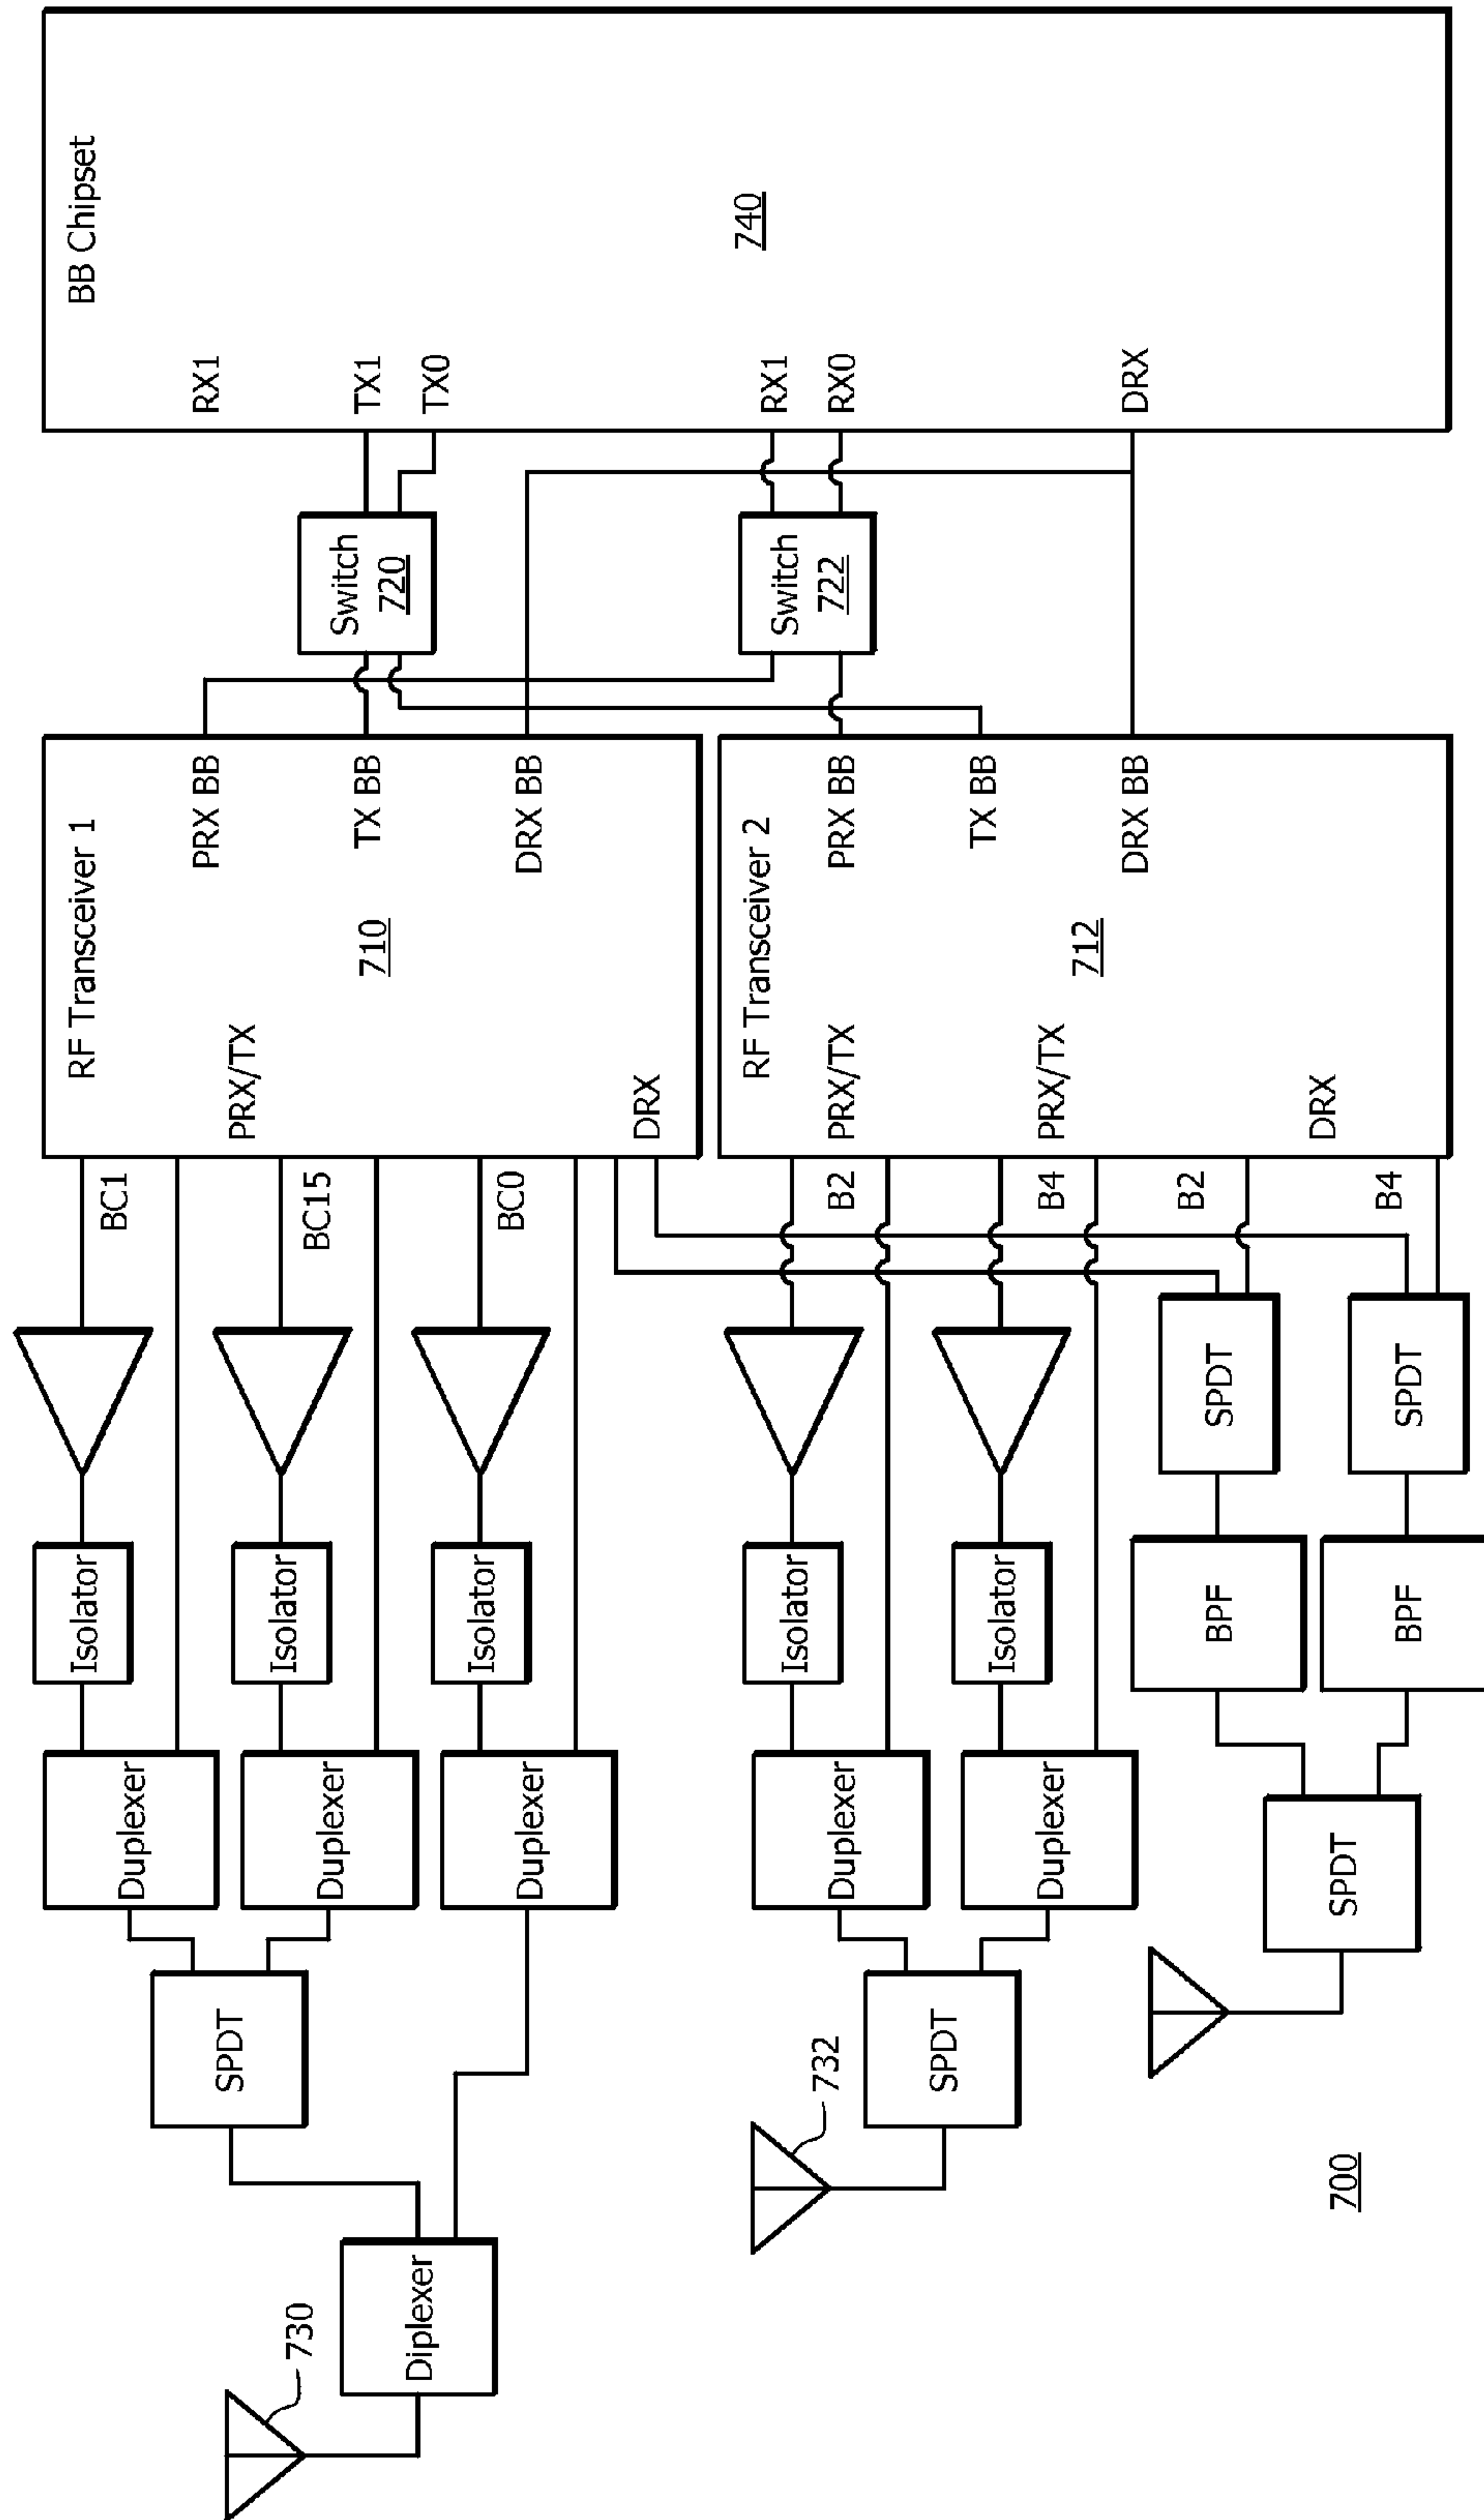 BB Chipset
740
RX1
TX1
TX0
RX1
RX0
DRX
Switch
720
Switch
722
RF Transceiver 1
710
PRX BB
TX BB
DRX BB
PRX/TX
DRX
RF Transceiver 2
712
PRX BB
TX BB
DRX BB
PRX/TX
PRX/TX
DRX
BC1
BC15
BC0
B2
B4
B2
B4
Isolator
Isolator
Isolator
Isolator
Isolator
SPDT
SPDT
BPF
BPF
Duplexer
Duplexer
Duplexer
Duplexer
Duplexer
SPDT
SPDT
SPDT
Diplexer
730
732
700